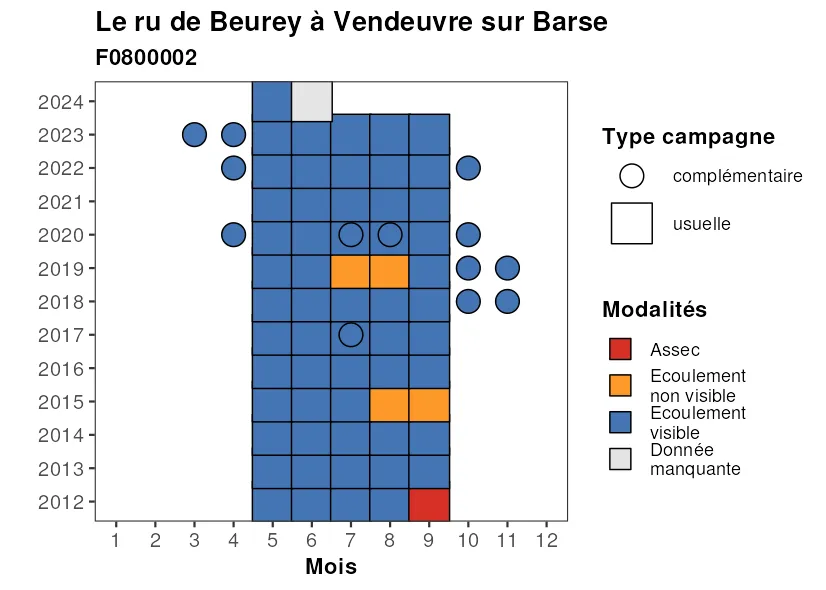 Le ru de Beurey à Vendeuvre sur Barse
F0800002
2024
2023
2022
2021
2020
2019
2018
2017
2016
2015
2014
2013
2012
1 2 3 4 5 6 7 8 9 10 11 12
Mois
Type campagne
complémentaire
usuelle
Modalités
Assec
Ecoulement
non visible
Ecoulement
visible
Donnée
manquante